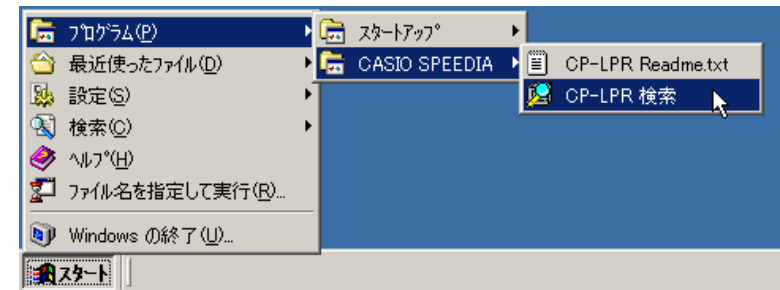 プログラム(P)
最近使ったファイル(D)
設定(S)
検索(C)
ヘルプ(H)
ファイル名を指定して実行(R)...
Windows の終了(U)...
スタート
スタートアップ
CASIO SPEEDIA
CP-LPR Readme.txt
CP-LPR 検索